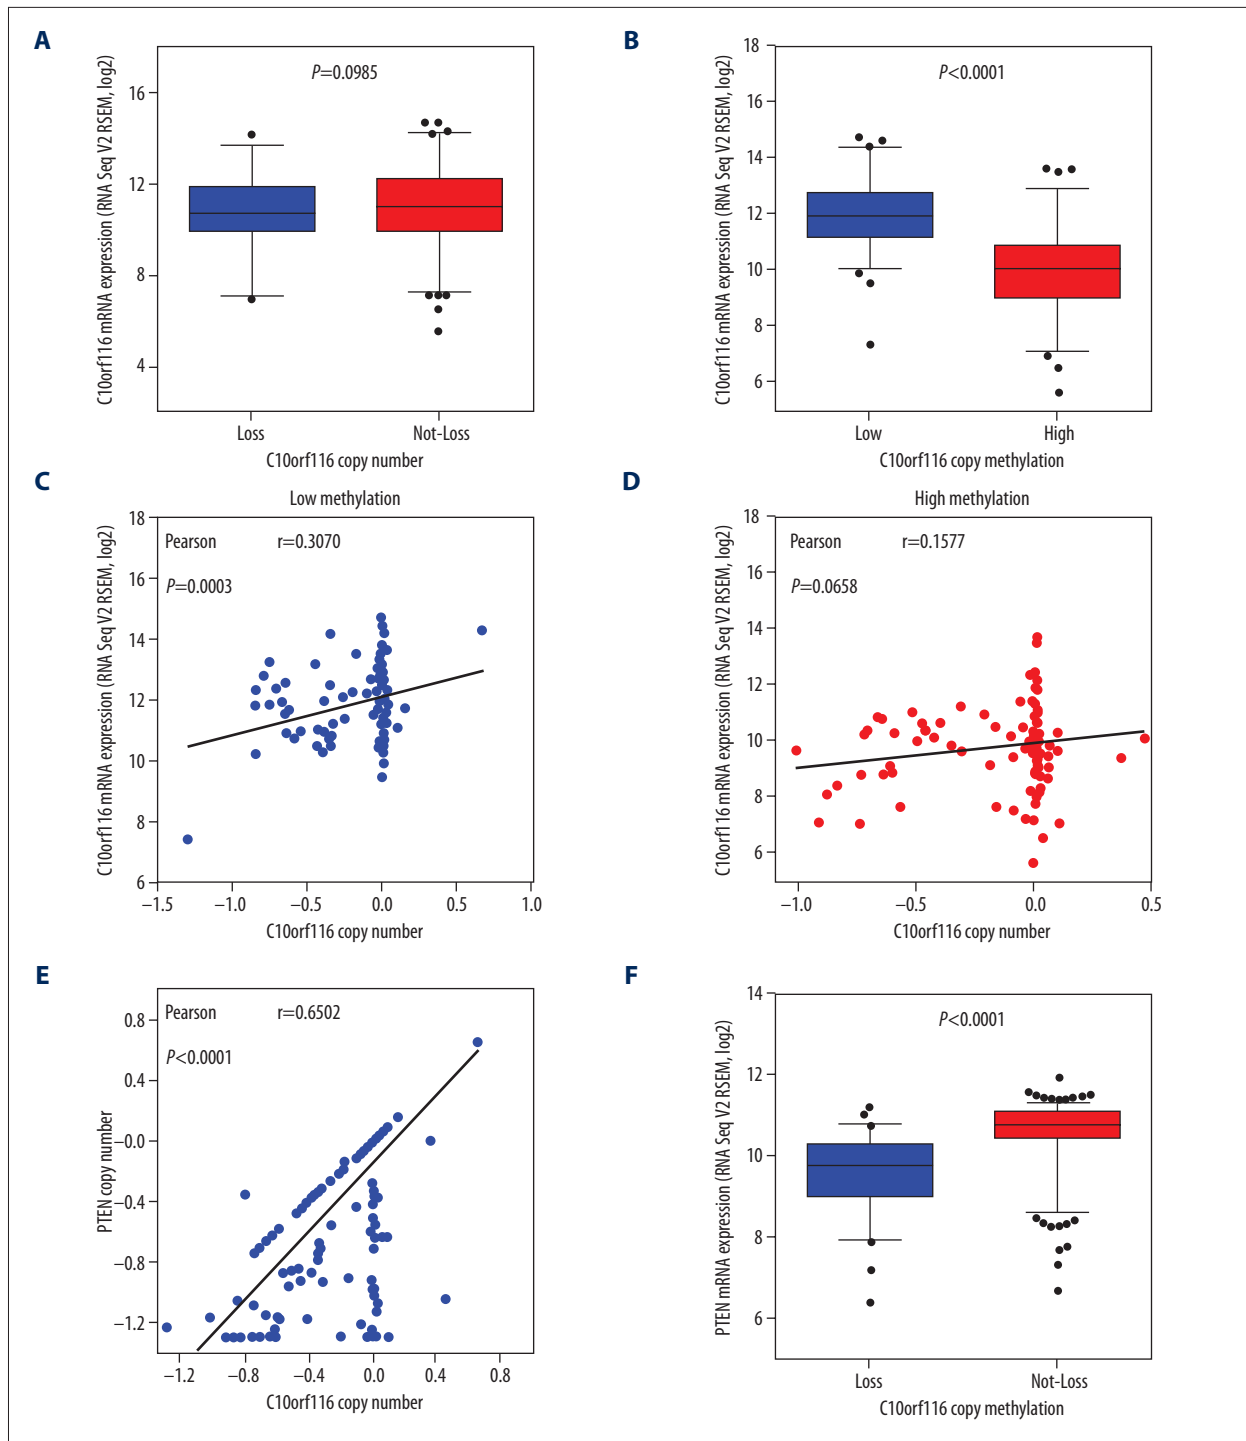 A
C10orf116 mRNA expression (RNA Seq V2 RSEM, log2)
P=0.0985
16
12
8
4
Loss
Not-Loss
C10orf116 copy number
B
C10orf116 mRNA expression (RNA Seq V2 RSEM, log2)
P<0.0001
18
16
14
12
10
8
6
Low
High
C10orf116 copy methylation
C
Low methylation
C10orf116 mRNA expression (RNA Seq V2 RSEM, log2)
Pearson r=0.3070
P=0.0003
18
16
14
12
10
8
6
−1.5 −1.0 −0.5 0.0 0.5 1.0
C10orf116 copy number
D
High methylation
C10orf116 mRNA expression (RNA Seq V2 RSEM, log2)
Pearson r=0.1577
P=0.0658
18
16
14
12
10
8
6
−1.0 −0.5 0.0 0.5
C10orf116 copy number
E
PTEN copy number
Pearson r=0.6502
P<0.0001
0.8
0.4
−0.0
−0.4
−0.8
−1.2
−1.2 −0.8 −0.4 0.0 0.4 0.8
C10orf116 copy number
F
PTEN mRNA expression (RNA Seq V2 RSEM, log2)
P<0.0001
14
12
10
8
6
Loss
Not-Loss
C10orf116 copy methylation